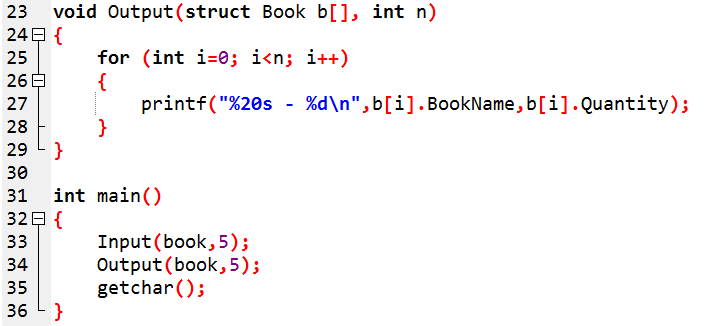 23 void Output(struct Book b[], int n)
24 {
25 for (int i=0; i<n; i++)
26 {
27 printf("%20s - %d\n",b[i].BookName,b[i].Quantity);
28 }
29 }
30
31 int main()
32 {
33 Input(book,5);
34 Output(book,5);
35 getchar();
36 }